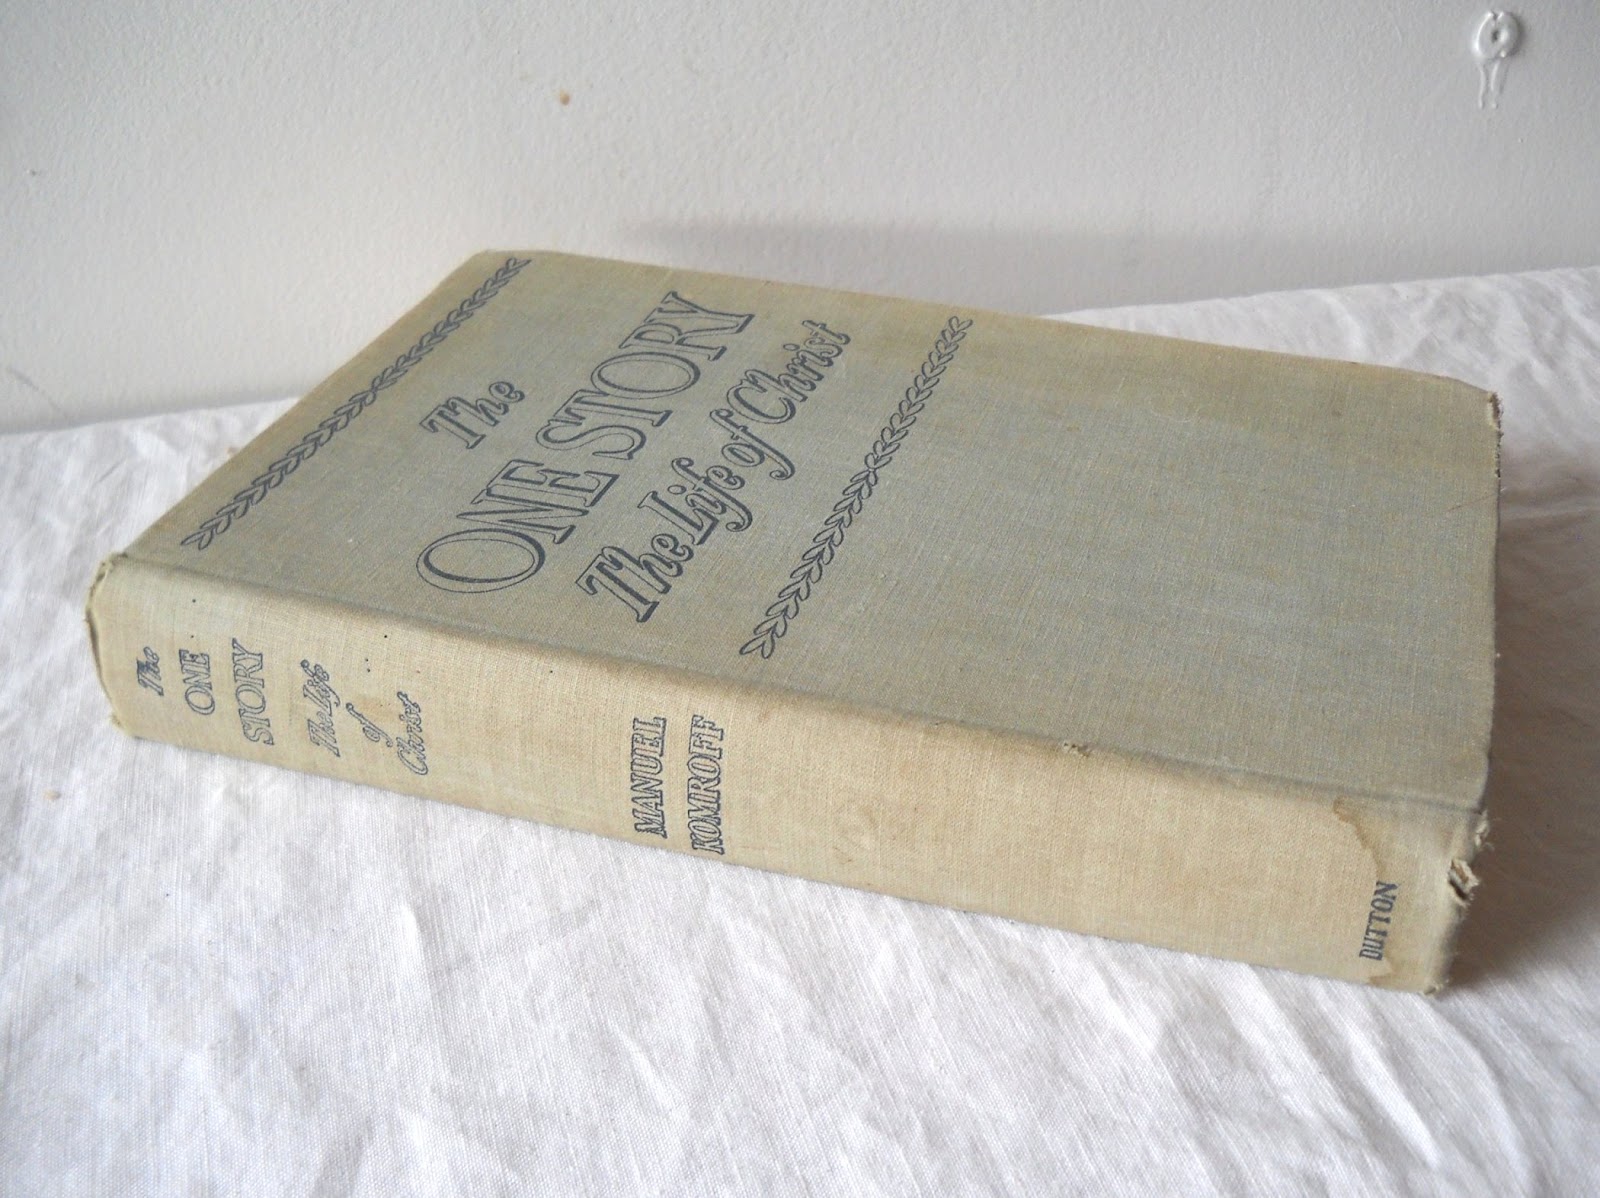 The
ONE STORY
The Life of Christ
The
ONE
STORY
The Life
of
Christ
MANUEL
KOMROFF
DUTTON